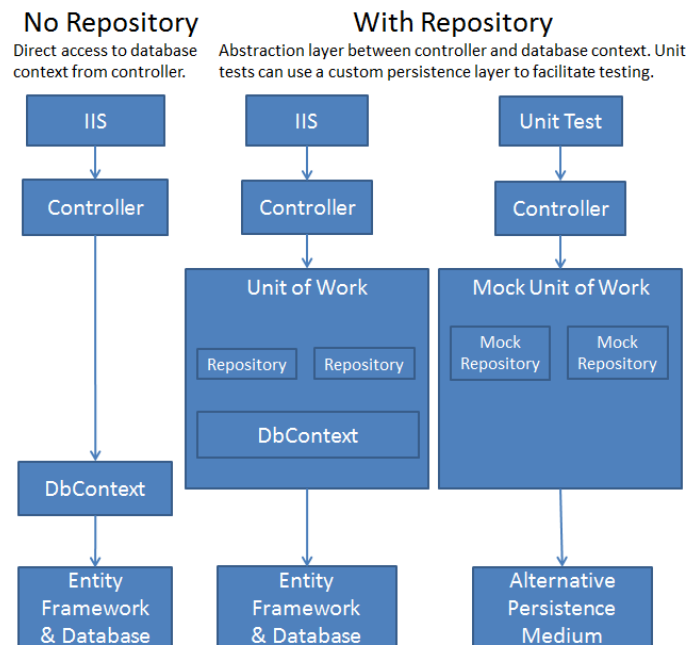 No Repository
Direct access to database
context from controller.
With Repository
Abstraction layer between controller and database context. Unit
tests can use a custom persistence layer to facilitate testing.
IIS
Controller
DbContext
Entity
Framework
& Database
IIS
Controller
Unit of Work
Repository
Repository
DbContext
Entity
Framework
& Database
Unit Test
Controller
Mock Unit of Work
Mock
Repository
Mock
Repository
Alternative
Persistence
Medium